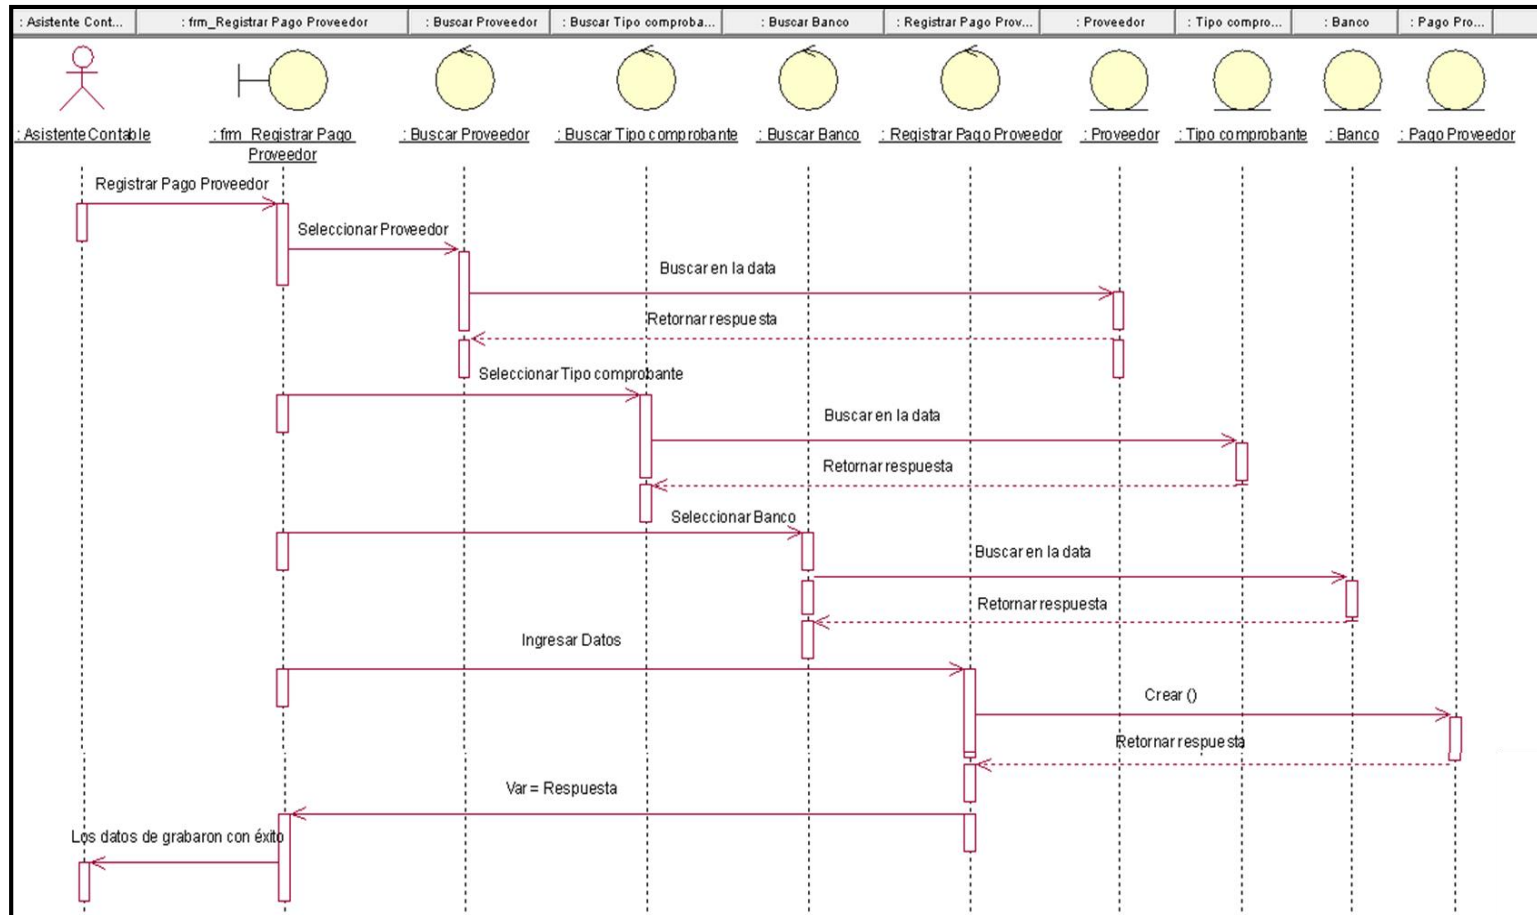 : Asistente Cont...
: frm_Registrar Pago Proveedor
: Buscar Proveedor
: Buscar Tipo comproba...
: Buscar Banco
: Registrar Pago Prov...
: Proveedor
: Tipo compro...
: Banco
: Pago Pro...
: Asistente Contable
: frm_Registrar Pago
Proveedor
: Buscar Proveedor
: Buscar Tipo comprobante
: Buscar Banco
: Registrar Pago Proveedor
: Proveedor
: Tipo comprobante
: Banco
: Pago Proveedor
Registrar Pago Proveedor
Seleccionar Proveedor
Buscar en la data
Retornar respuesta
Seleccionar Tipo comprobante
Buscar en la data
Retornar respuesta
Seleccionar Banco
Buscar en la data
Retornar respuesta
Ingresar Datos
Crear ()
Retornar respuesta
Var = Respuesta
Los datos de grabaron con éxito